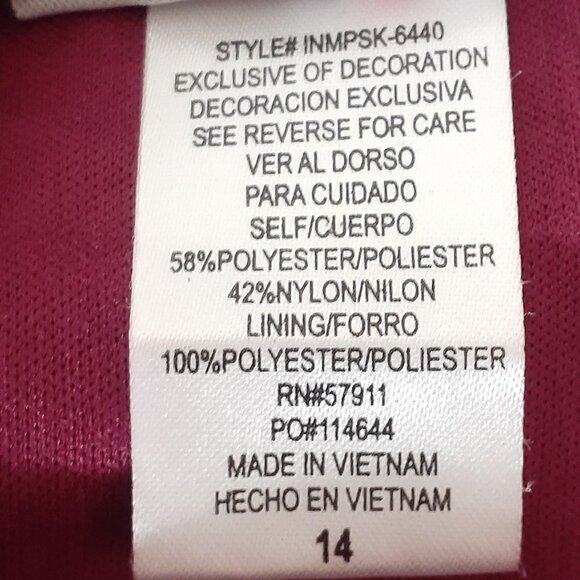 STYLE# INMPSK-6440
EXCLUSIVE OF DECORATION
DECORACION EXCLUSIVA
SEE REVERSE FOR CARE
VER AL DORSO
PARA CUIDADO
SELF/CUERPO
58%POLYESTER/POLIESTER
42%NYLON/NILON
LINING/FORRO
100%POLYESTER/POLIESTER
RN#57911
PO#114644
MADE IN VIETNAM
HECHO EN VIETNAM
14